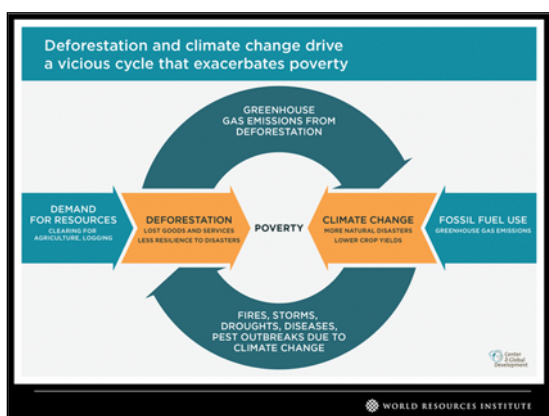 Deforestation and climate change drive
a vicious cycle that exacerbates poverty
GREENHOUSE
GAS EMISSIONS FROM
DEFORESTATION
DEMAND
FOR RESOURCES
CLEARING FOR
AGRICULTURE, LOGGING
DEFORESTATION
LOST GOODS AND SERVICES
LESS RESILIENCE TO DISASTERS
POVERTY
CLIMATE CHANGE
MORE NATURAL DISASTERS
LOWER CROP YIELDS
FOSSIL FUEL USE
GREENHOUSE GAS EMISSIONS
FIRES, STORMS,
DROUGHTS, DISEASES,
PEST OUTBREAKS DUE TO
CLIMATE CHANGE
Center
Global
Development
WORLD RESOURCES INSTITUTE